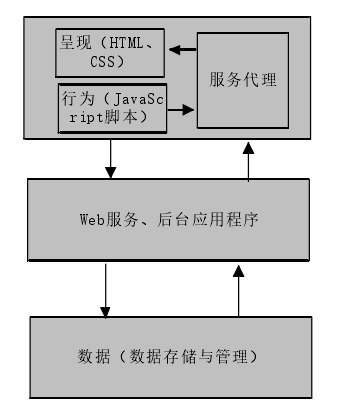 呈现（HTML、
CSS）
服务代理
行为（JavaSc
ript脚本）
Web服务、后台应用程序
数据（数据存储与管理）